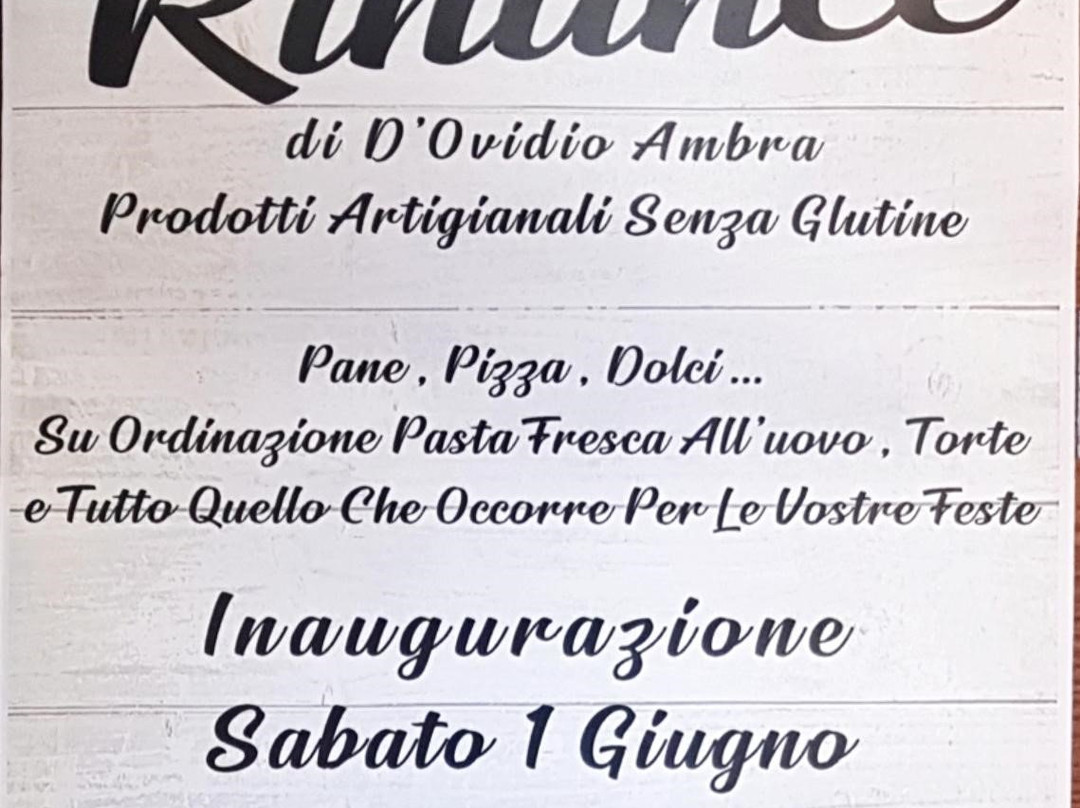 di D'Ovidio Ambra
Prodotti Artigianali Senza Glutine
Pane , Pizza , Dolci ...
Su Ordinazione Pasta Fresca All'uovo , Torte
e Tutto Quello Che Occorre Per Le Vostre Feste
Inaugurazione
Sabato 1 Giugno